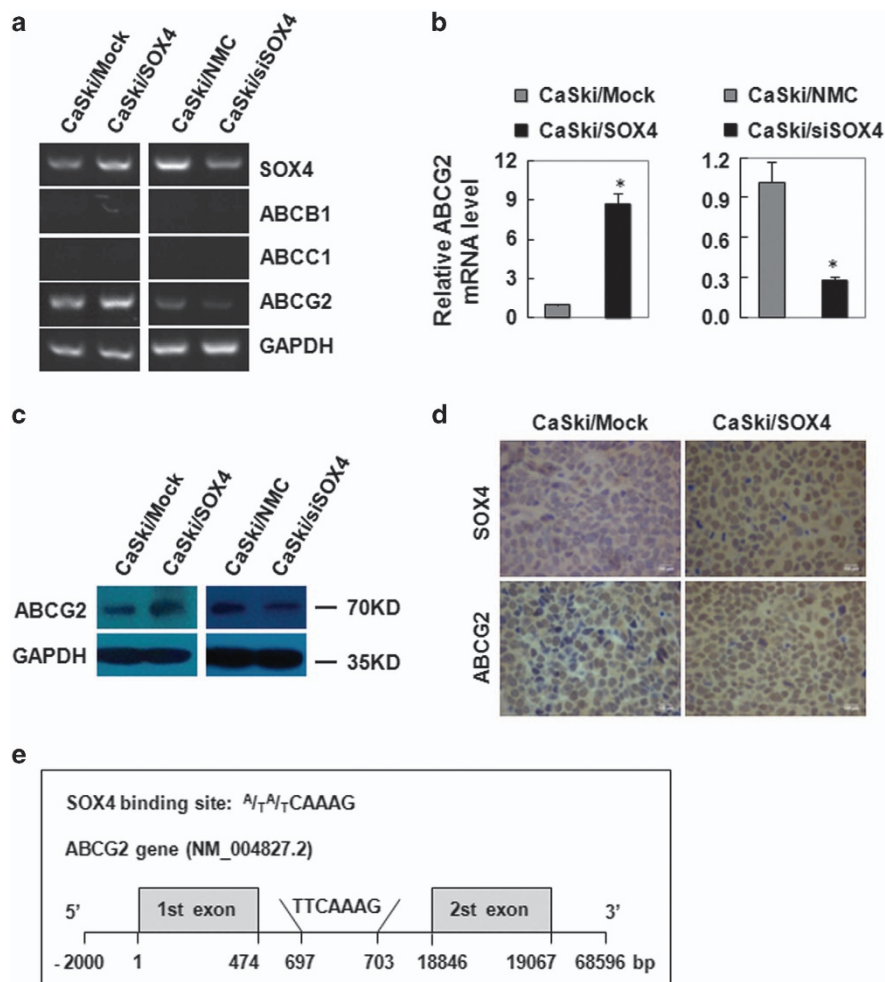 a
CaSki/Mock
CaSki/SOX4
CaSki/NMC
CaSki/siSOX4
SOX4
ABCB1
ABCC1
ABCG2
GAPDH
b
CaSki/Mock
CaSki/SOX4
CaSki/NMC
CaSki/siSOX4
Relative ABCG2
mRNA level
12
9
6
3
0
*
1.2
0.9
0.6
0.3
0.0
*
c
CaSki/Mock
CaSki/SOX4
CaSki/NMC
CaSki/siSOX4
ABCG2
70KD
GAPDH
35KD
d
CaSki/Mock
CaSki/SOX4
SOX4
ABCG2
e
SOX4 binding site: A/TA/TCAAAG
ABCG2 gene (NM_004827.2)
5’ 1st exon TTCAAAG 2nd exon 3’
-2000 1 474 697 703 18846 19067 68596 bp